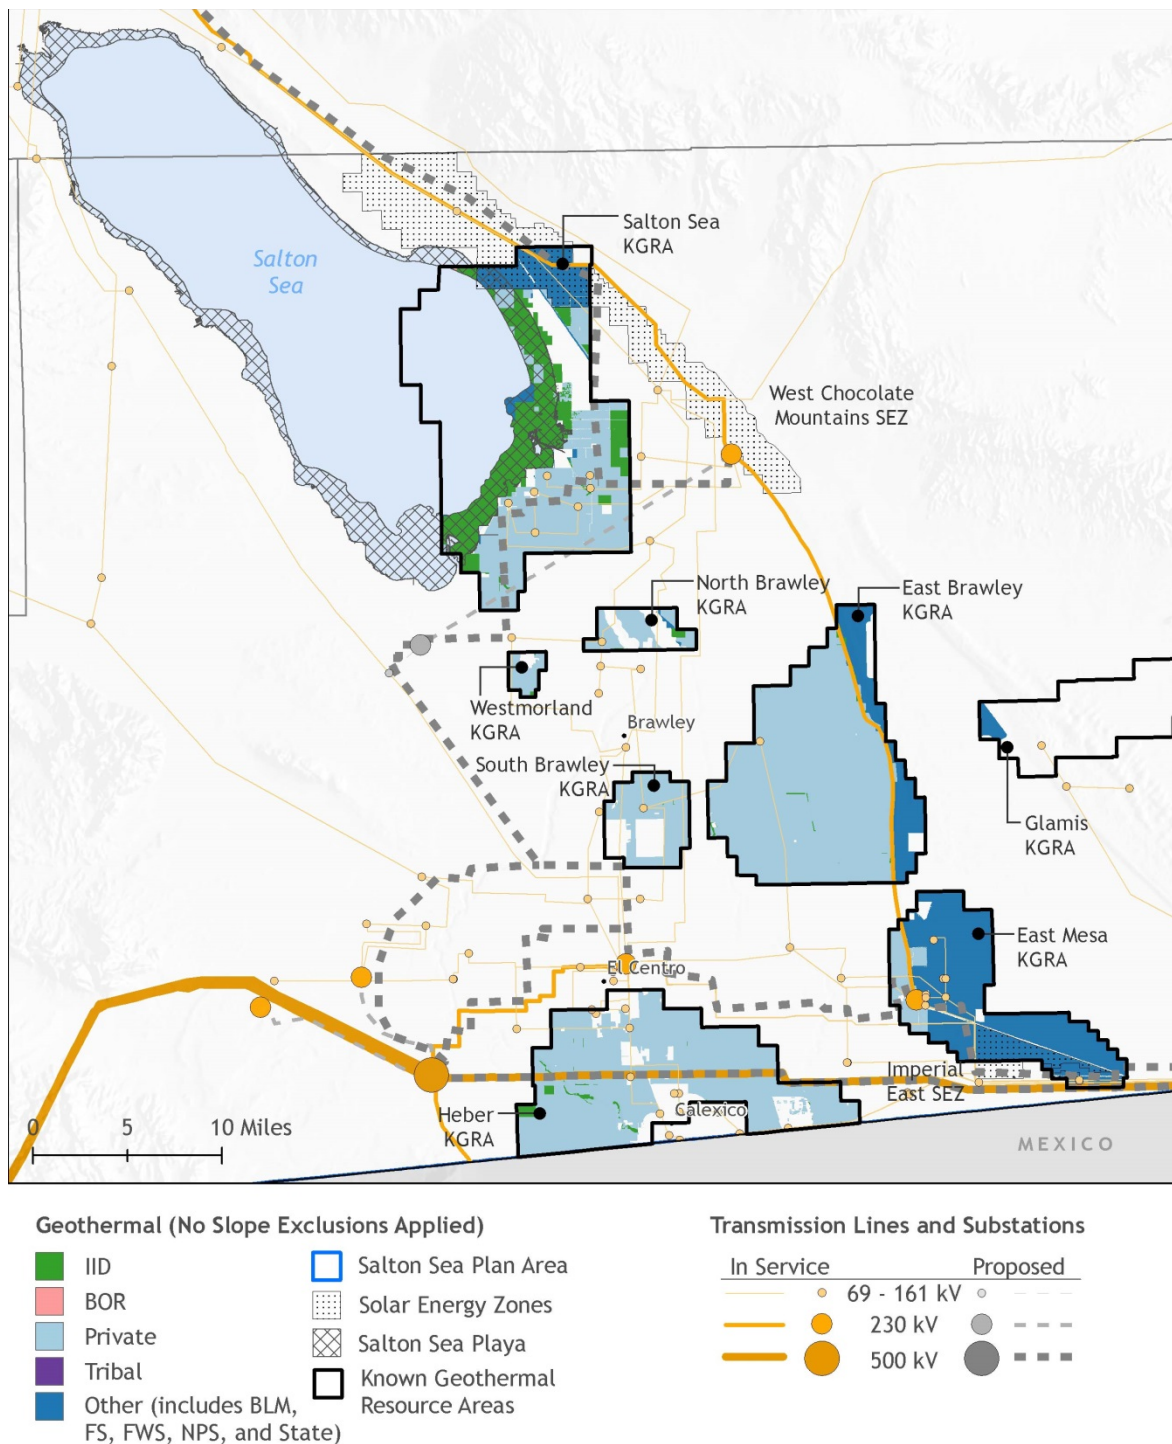 Salton
Sea
Salton Sea
KGRA
West Chocolate
Mountains SEZ
North Brawley
KGRA
East Brawley
KGRA
Westmorland
KGRA
Brawley
South Brawley
KGRA
Glamis
KGRA
East Mesa
KGRA
El Centro
Imperial
East SEZ
Heber
KGRA
Calexico
0 5 10 Miles
MEXICO
Geothermal (No Slope Exclusions Applied)
IID
BOR
Private
Tribal
Other (includes BLM,
FS, FWS, NPS, and State)
Salton Sea Plan Area
Solar Energy Zones
Salton Sea Playa
Known Geothermal
Resource Areas
Transmission Lines and Substations
In Service Proposed
69 - 161 kV
230 kV
500 kV